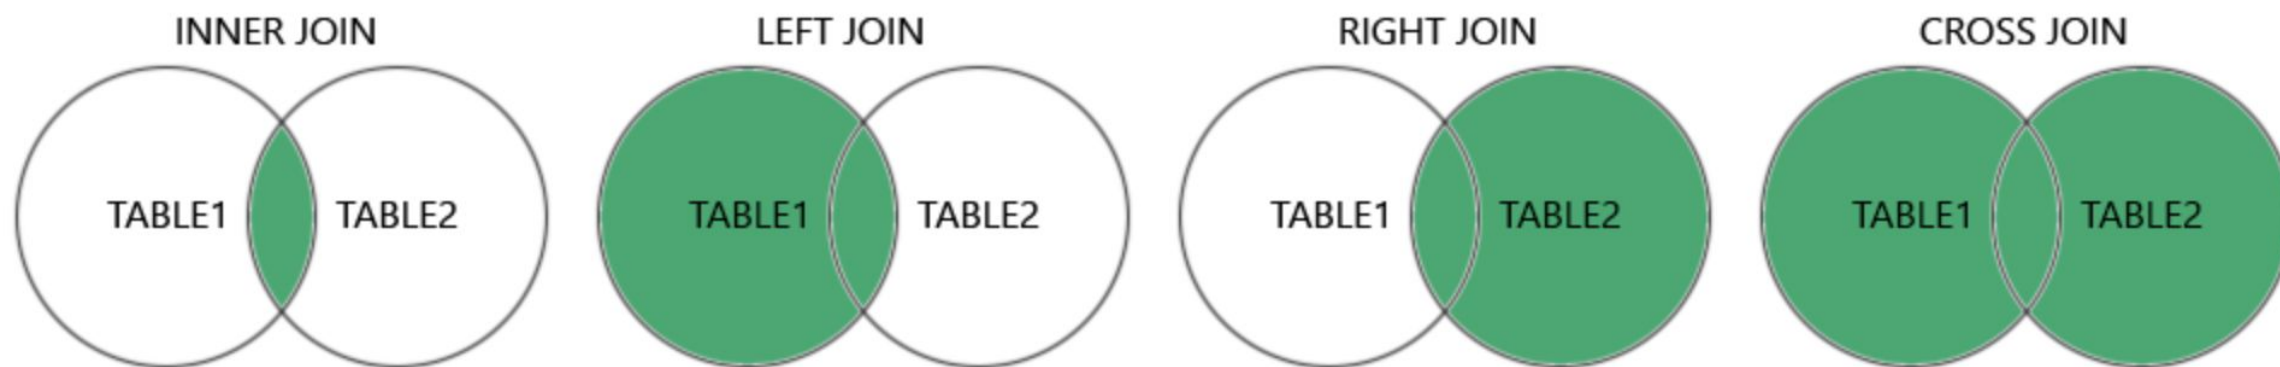 INNER JOIN
LEFT JOIN
RIGHT JOIN
CROSS JOIN
TABLE1
TABLE2
TABLE1
TABLE2
TABLE1
TABLE2
TABLE1
TABLE2